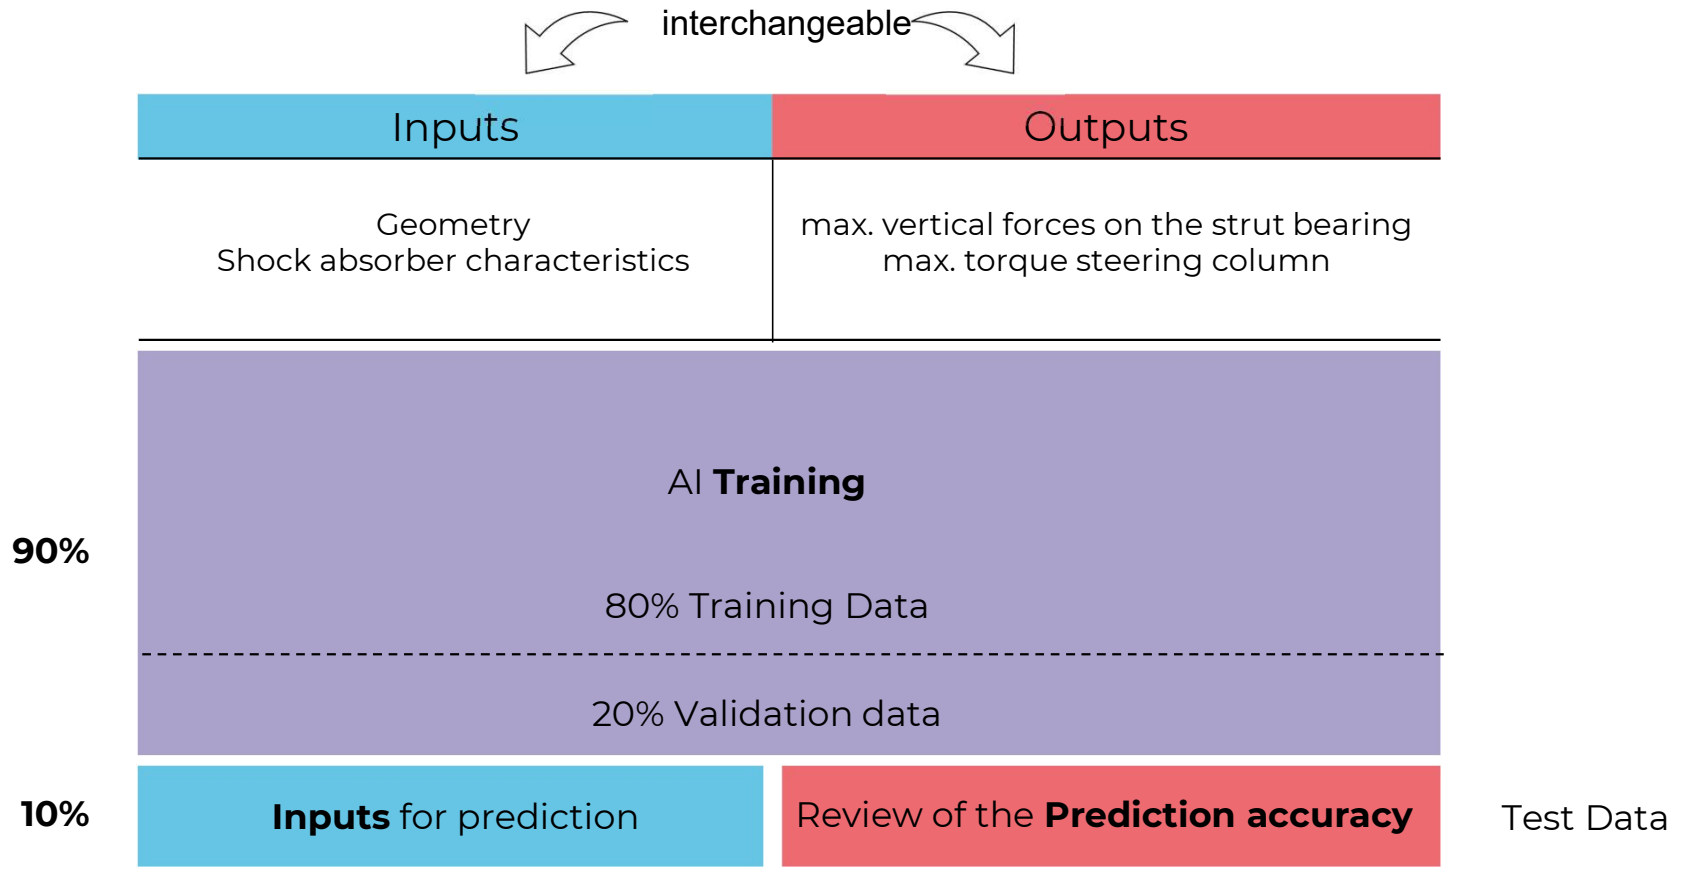 interchangeable
Inputs
Outputs
Geometry
Shock absorber characteristics
max. vertical forces on the strut bearing
max. torque steering column
AI Training
90%
80% Training Data
20% Validation data
10%
Inputs for prediction
Review of the Prediction accuracy
Test Data